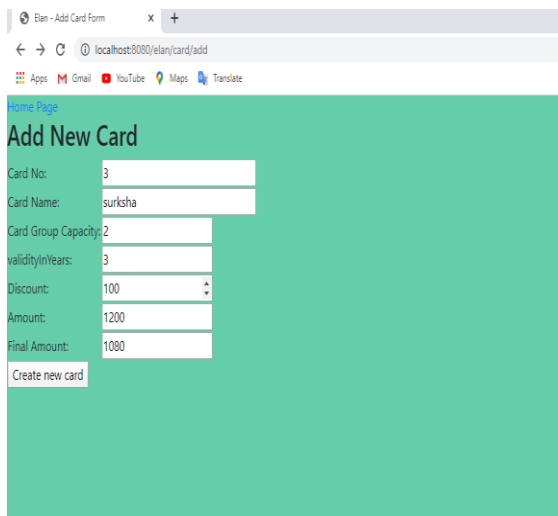 Elan - Add Card Form
localhost:8080/elan/card/add
Apps Gmail YouTube Maps Translate
Home Page
Add New Card
Card No: 3
Card Name: surksha
Card Group Capacity: 2
validityInYears: 3
Discount: 100
Amount: 1200
Final Amount: 1080
Create new card